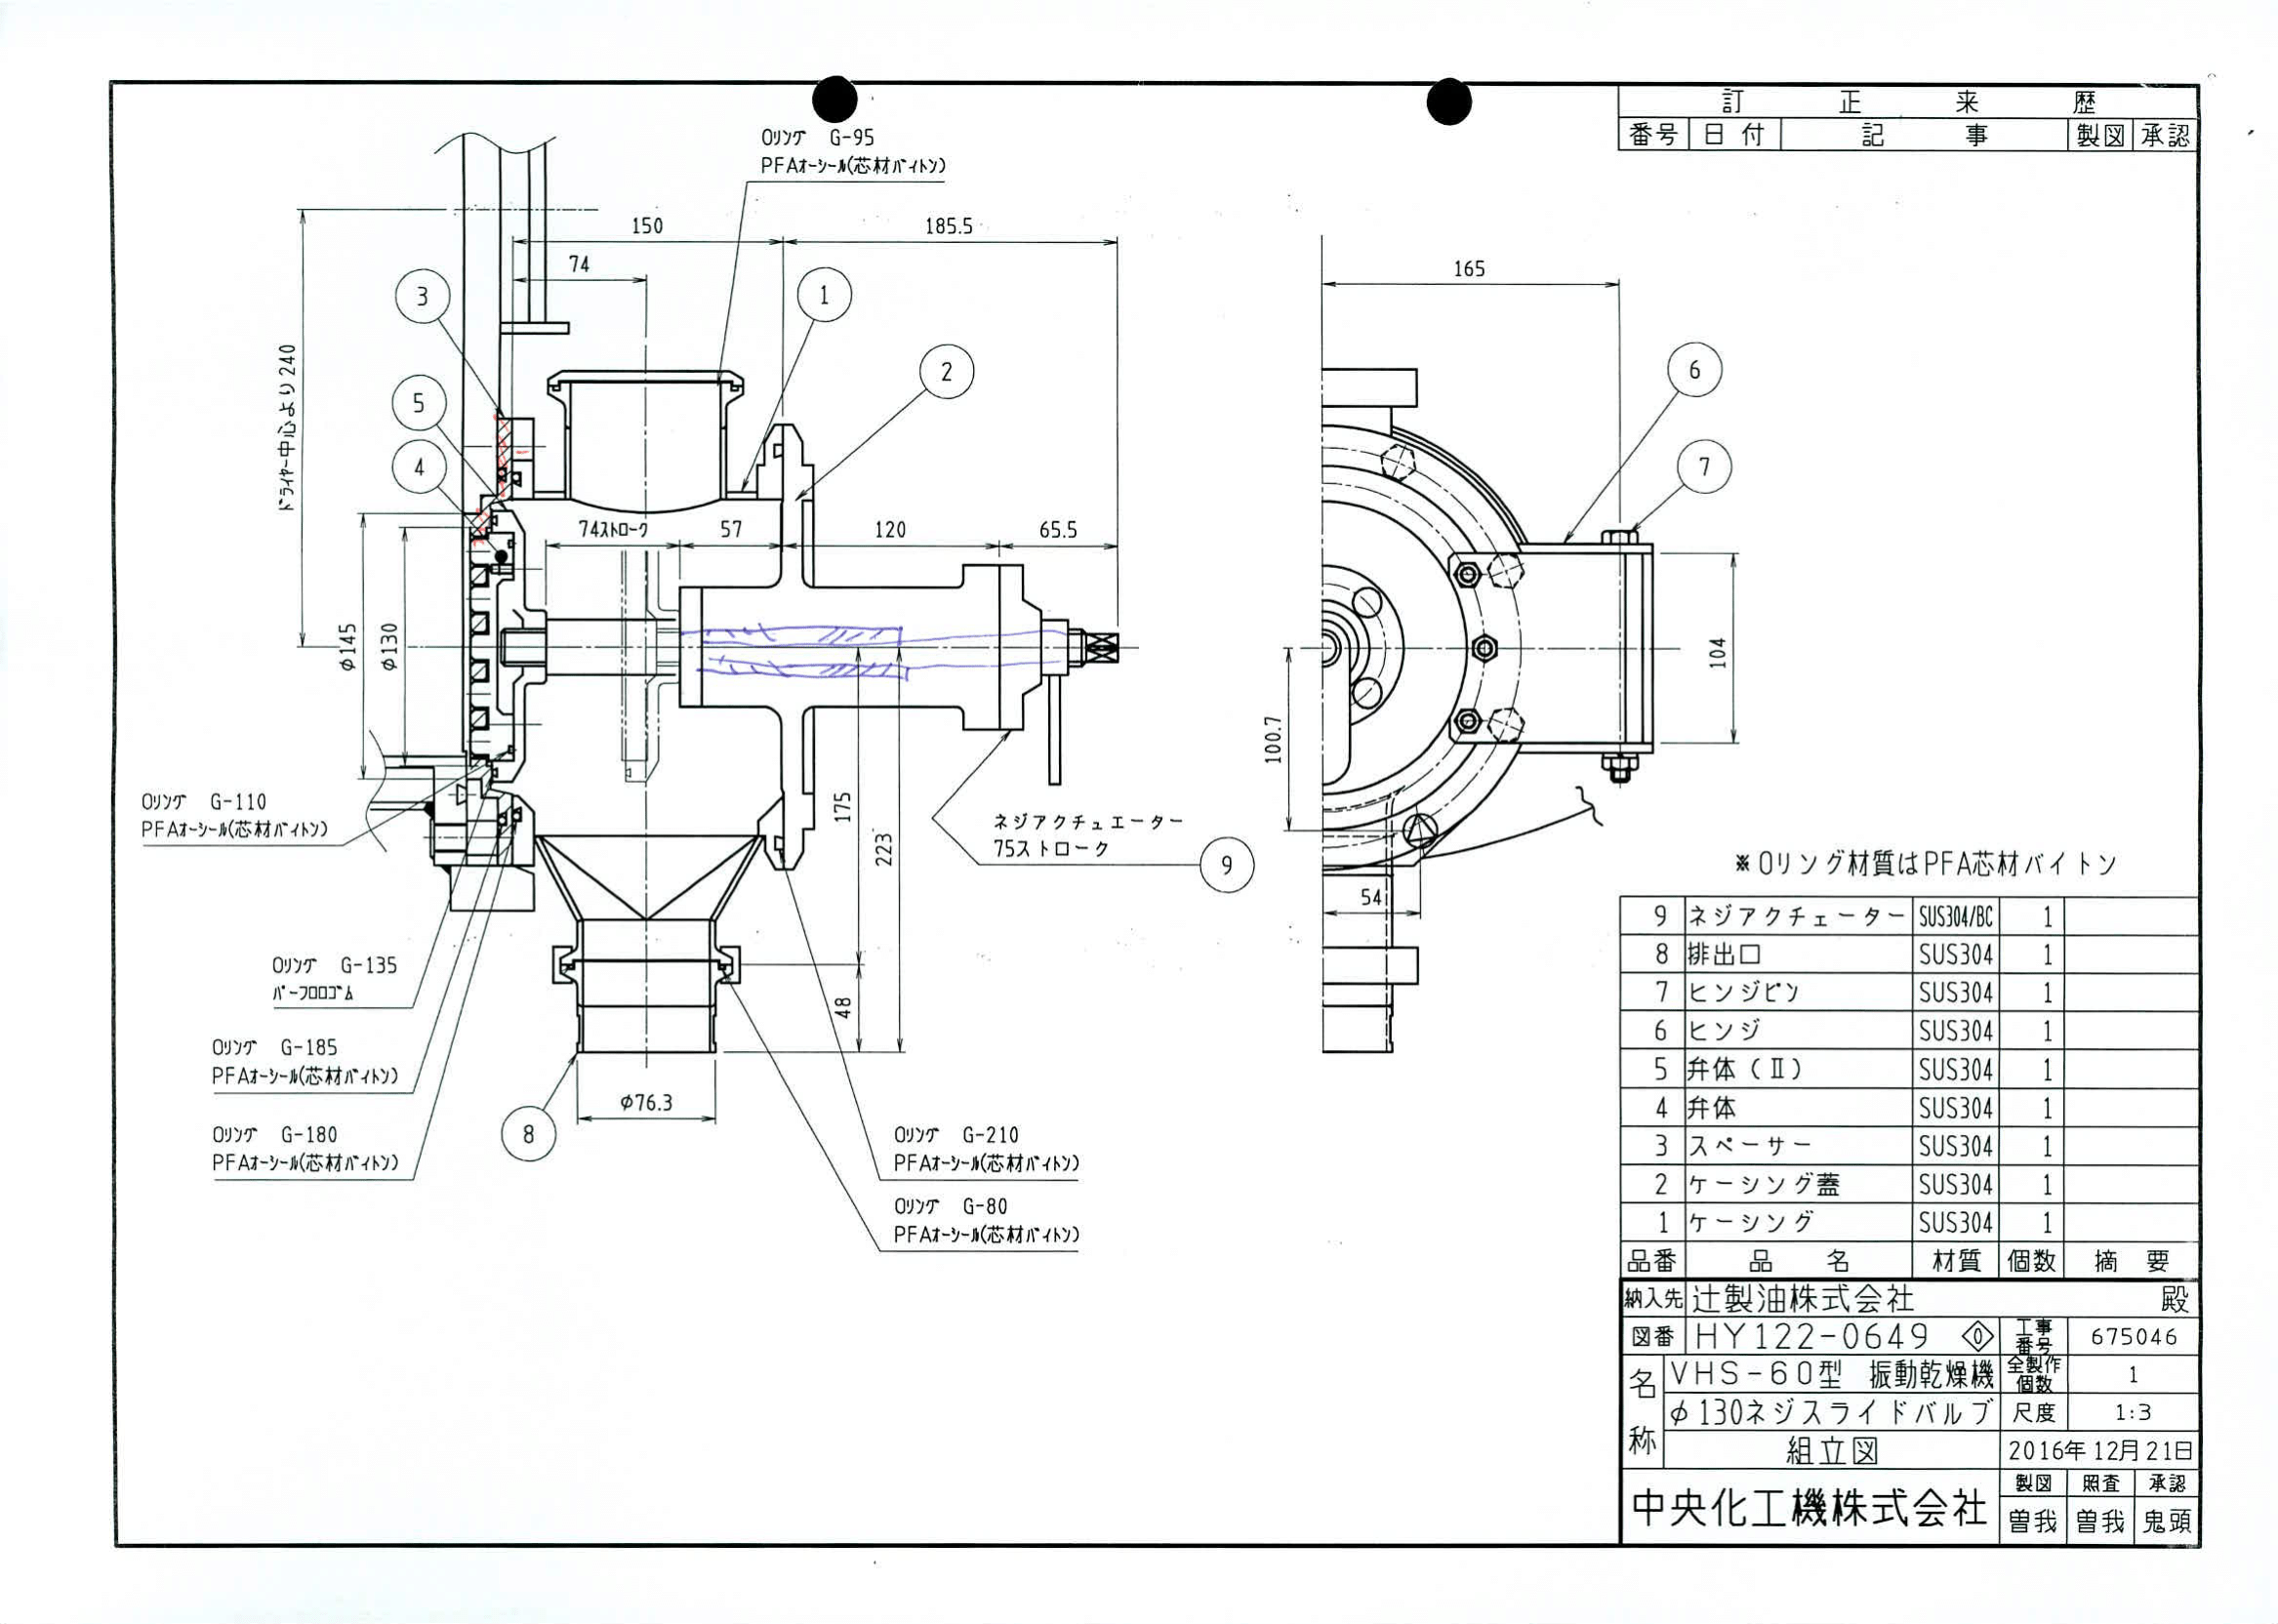 訂正来歴
番号 日付 記事 製図 承認
Oリング G-95
PFAオーシール(芯材バイトン)
150
185.5
74
165
3
1
2
5
4
6
7
ドライヤー中心より240
74ストローク
57
120
65.5
φ145
φ130
104
100.7
175
223
48
54
Oリング G-110
PFAオーシール(芯材バイトン)
ネジアクチュエーター
75ストローク
9
Oリング G-135
パーフロロゴム
Oリング G-185
PFAオーシール(芯材バイトン)
Oリング G-180
PFAオーシール(芯材バイトン)
φ76.3
8
Oリング G-210
PFAオーシール(芯材バイトン)
Oリング G-80
PFAオーシール(芯材バイトン)
※Oリング材質はPFA芯材バイトン
9 ネジアクチェーター SUS304/BC 1
8 排出口 SUS304 1
7 ヒンジピン SUS304 1
6 ヒンジ SUS304 1
5 弁体(Ⅱ) SUS304 1
4 弁体 SUS304 1
3 スペーサー SUS304 1
2 ケーシング蓋 SUS304 1
1 ケーシング SUS304 1
品番 品名 材質 個数 摘要
納入先 辻製油株式会社 殿
図番 HY122-0649 0 工事番号 675046
名称 VHS-60型 振動乾燥機 全製作個数 1
φ130ネジスライドバルブ 尺度 1:3
組立図 2016年12月21日
中央化工機株式会社 製図 照査 承認
曽我 曽我 鬼頭